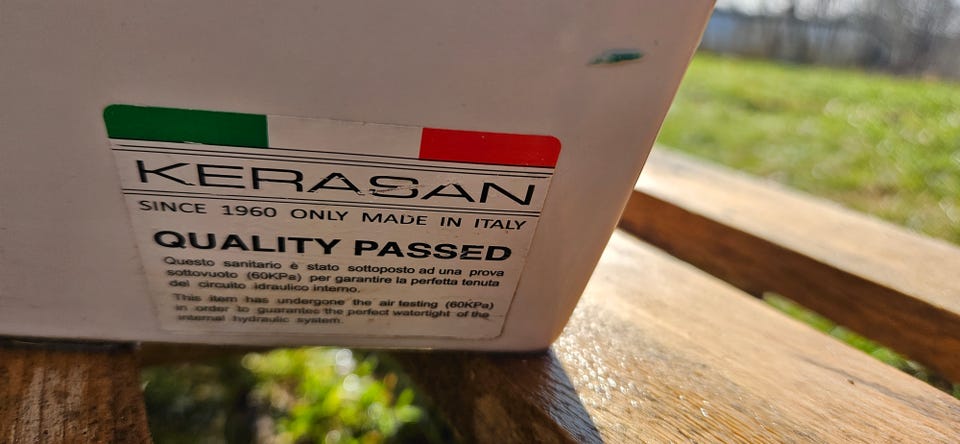 KERASAN
SINCE 1960 ONLY MADE IN ITALY
QUALITY PASSED
Questo sanitario è stato sottoposto ad una prova
sottovuoto (60KPa) per garantire la perfetta tenuta
del circuito idraulico interno.
This item has undergone the air testing (60KPa)
in order to guarantee the perfect watertight of the
internal hydraulic system.